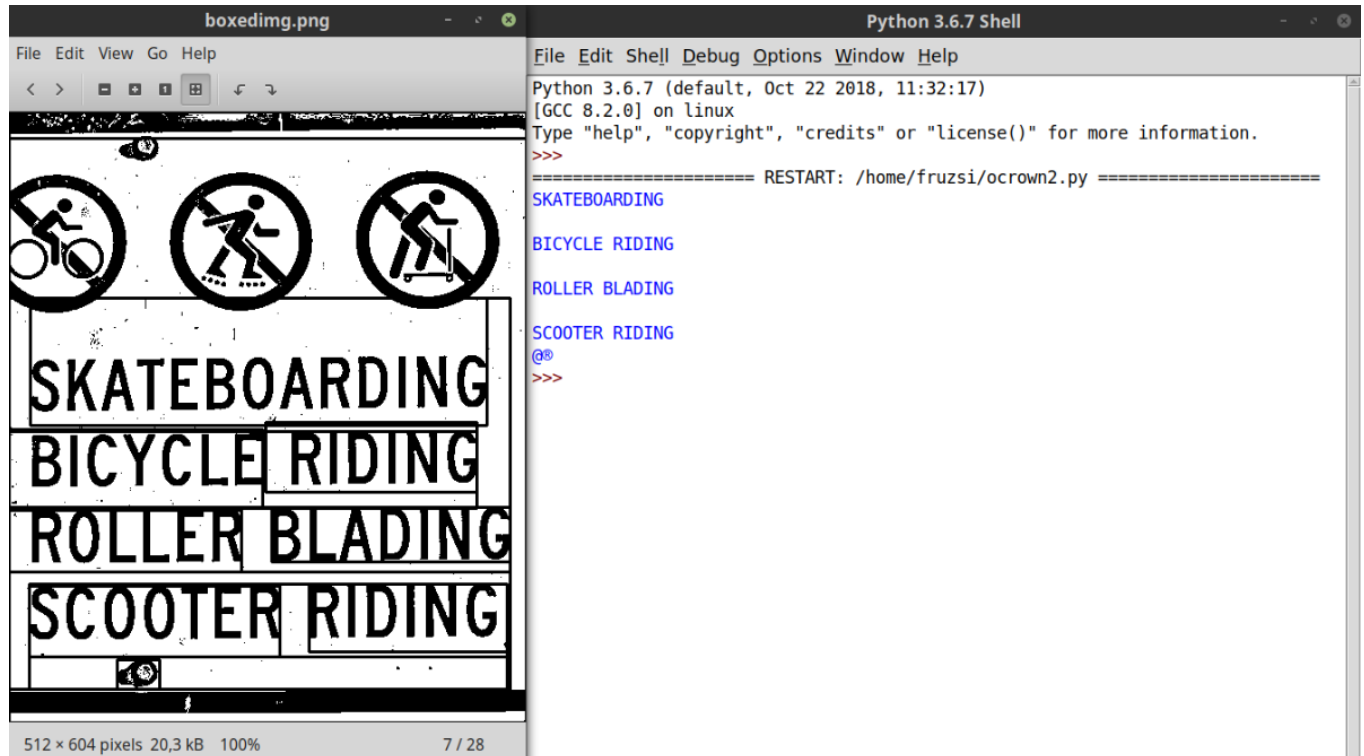 boxedimg.png
File Edit View Go Help
SKATEBOARDING
BICYCLE RIDING
ROLLER BLADING
SCOOTER RIDING
512 × 604 pixels 20,3 kB 100% 7 / 28
Python 3.6.7 Shell
File Edit Shell Debug Options Window Help
Python 3.6.7 (default, Oct 22 2018, 11:32:17)
[GCC 8.2.0] on linux
Type "help", "copyright", "credits" or "license()" for more information.
>>>
====================== RESTART: /home/fruzsi/ocrown2.py ======================
SKATEBOARDING
BICYCLE RIDING
ROLLER BLADING
SCOOTER RIDING
@®
>>>